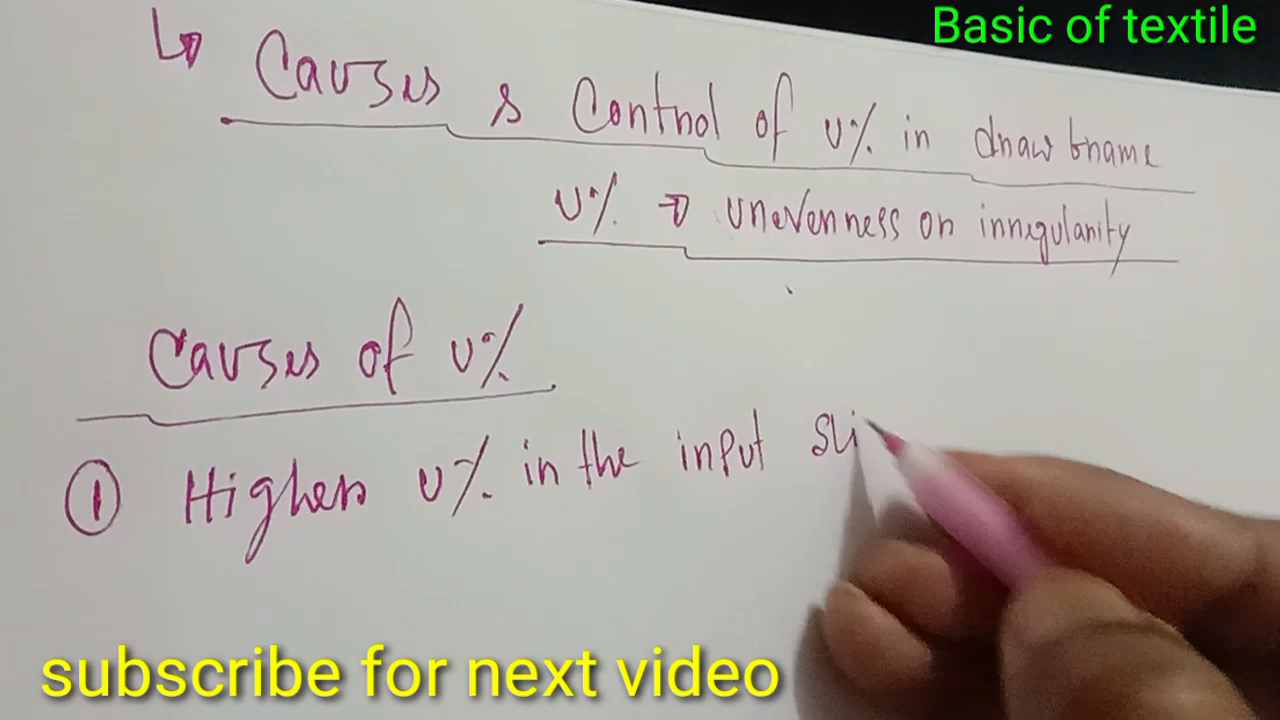 Basic of textile
↳ Causes & Control of U% in draw frame
U% → unevenness or irregularity
Causes of U%
① Higher U% in the input sli
subscribe for next video